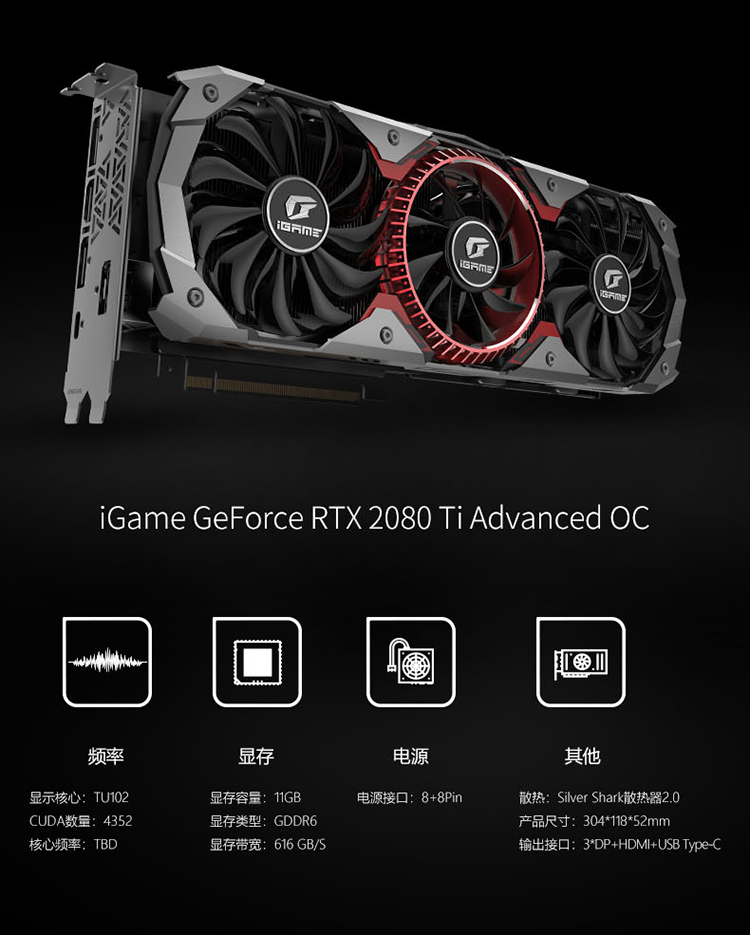 iGAME
iGAME
iGAME
iGame GeForce RTX 2080 Ti Advanced OC
频率
显示核心：TU102
CUDA数量：4352
核心频率：TBD
显存
显存容量：11GB
显存类型：GDDR6
显存带宽：616 GB/S
电源
电源接口：8+8Pin
其他
散热：Silver Shark散热器2.0
产品尺寸：304*118*52mm
输出接口：3*DP+HDMI+USB Type-C